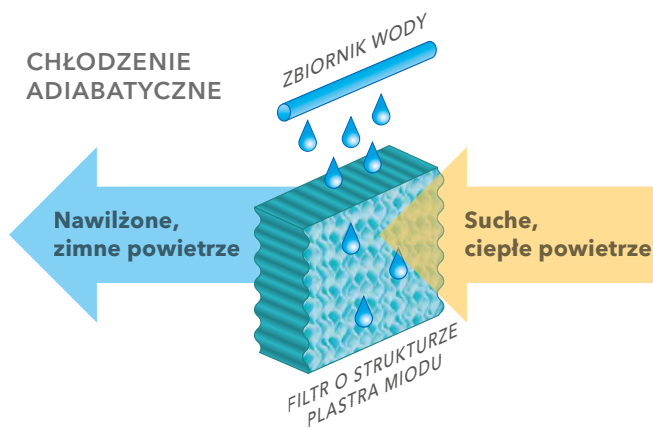 CHŁODZENIE
ADIABATYCZNE
ZBIORNIK WODY
Nawilżone,
zimne powietrze
Suche,
ciepłe powietrze
FILTR O STRUKTURZE
PLASTRA MIODU